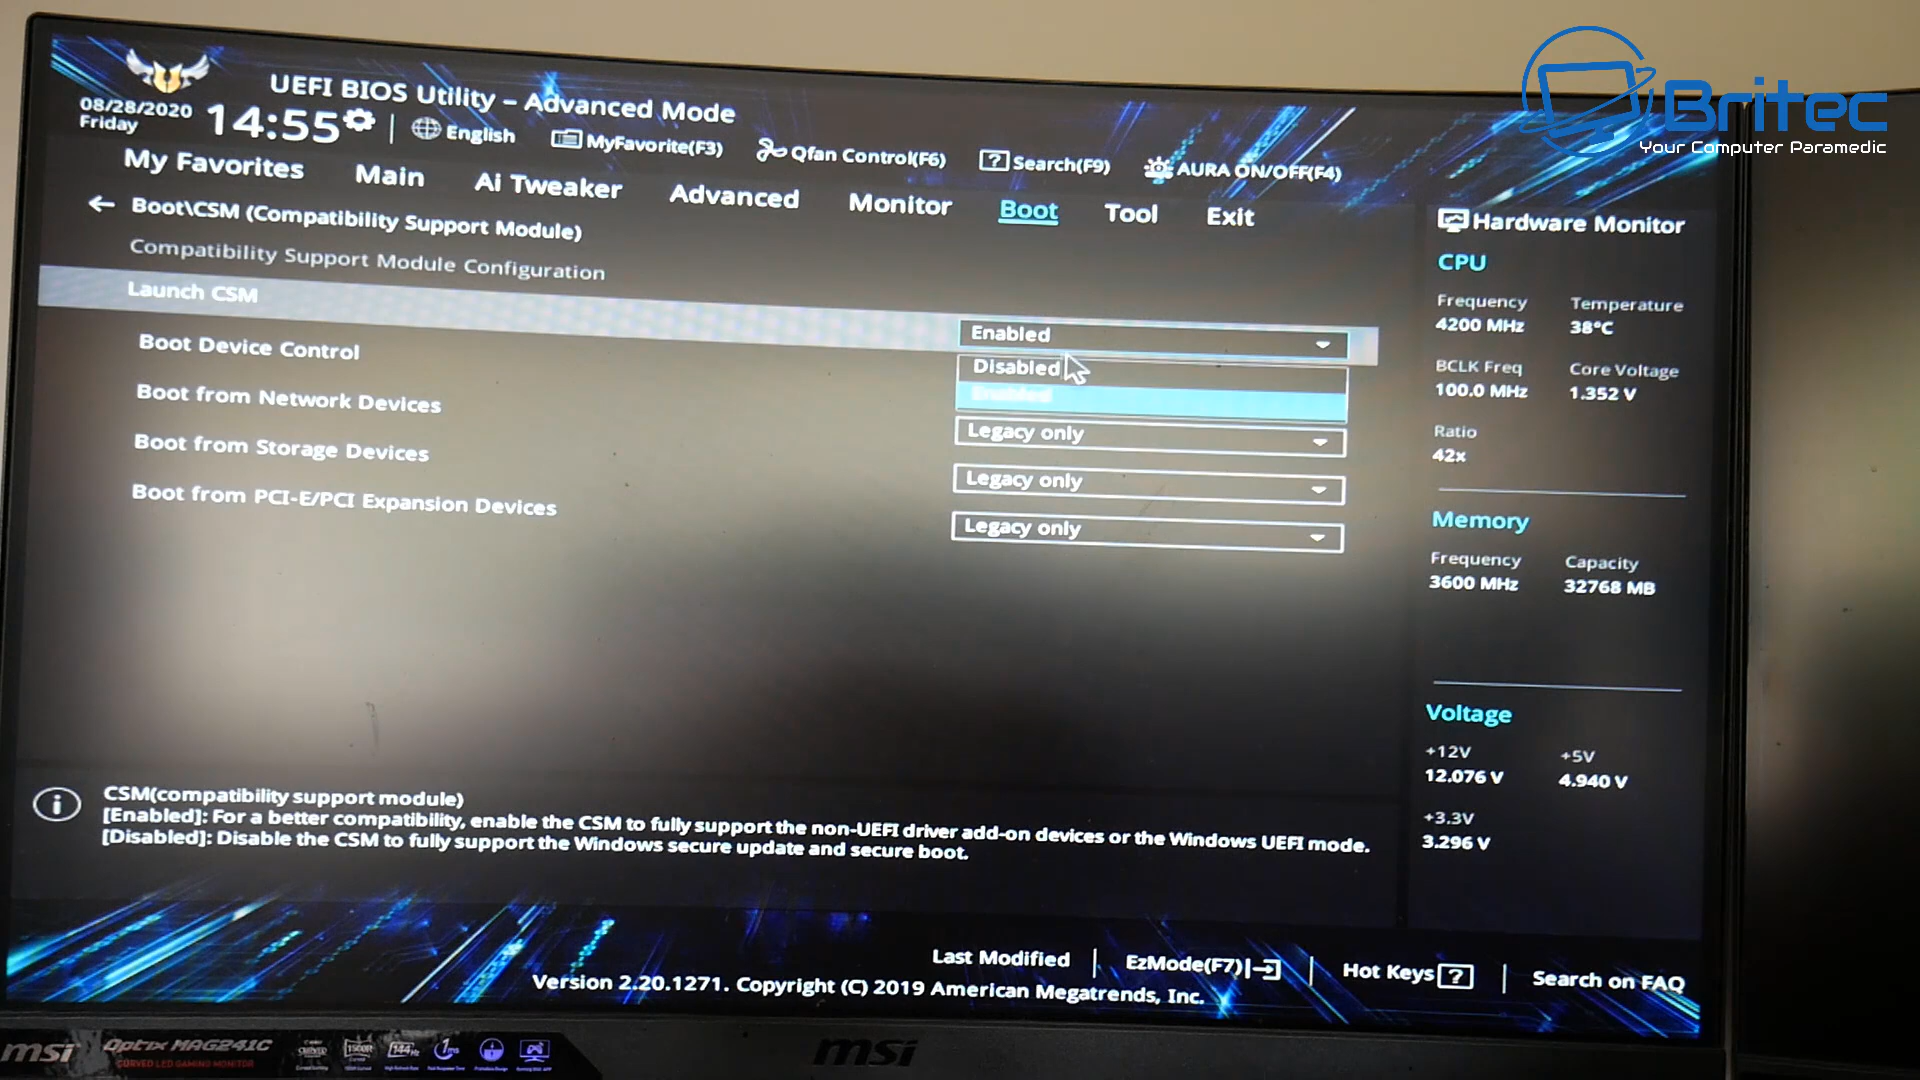 Britec
Your Computer Paramedic
UEFI BIOS Utility – Advanced Mode
08/28/2020
Friday
14:55
English
MyFavorite(F3)
Qfan Control(F6)
Search(F9)
AURA ON/OFF(F4)
My Favorites
Main
Ai Tweaker
Advanced
Monitor
Boot
Tool
Exit
Boot\CSM (Compatibility Support Module)
Compatibility Support Module Configuration
Launch CSM
Enabled
Disabled
Enabled
Boot Device Control
Boot from Network Devices
Legacy only
Boot from Storage Devices
Legacy only
Boot from PCI-E/PCI Expansion Devices
Legacy only
Hardware Monitor
CPU
Frequency
Temperature
4200 MHz
38°C
BCLK Freq
Core Voltage
100.0 MHz
1.352 V
Ratio
42x
Memory
Frequency
Capacity
3600 MHz
32768 MB
Voltage
+12V
+5V
12.076 V
4.940 V
+3.3V
3.296 V
CSM(compatibility support module)
[Enabled]: For a better compatibility, enable the CSM to fully support the non-UEFI driver add-on devices or the Windows UEFI mode.
[Disabled]: Disable the CSM to fully support the Windows secure update and secure boot.
Last Modified
EzMode(F7)
Hot Keys ?
Search on FAQ
Version 2.20.1271. Copyright (C) 2019 American Megatrends, Inc.
msi
Optix MAG241C
CURVED LED GAMING MONITOR
1500R
144Hz
1ms
msi